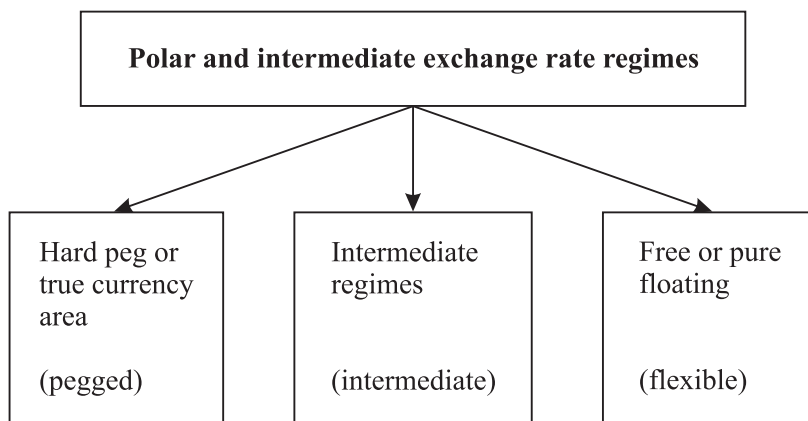 Polar and intermediate exchange rate regimes
Hard peg or
true currency
area
(pegged)
Intermediate
regimes
(intermediate)
Free or pure
floating
(flexible)